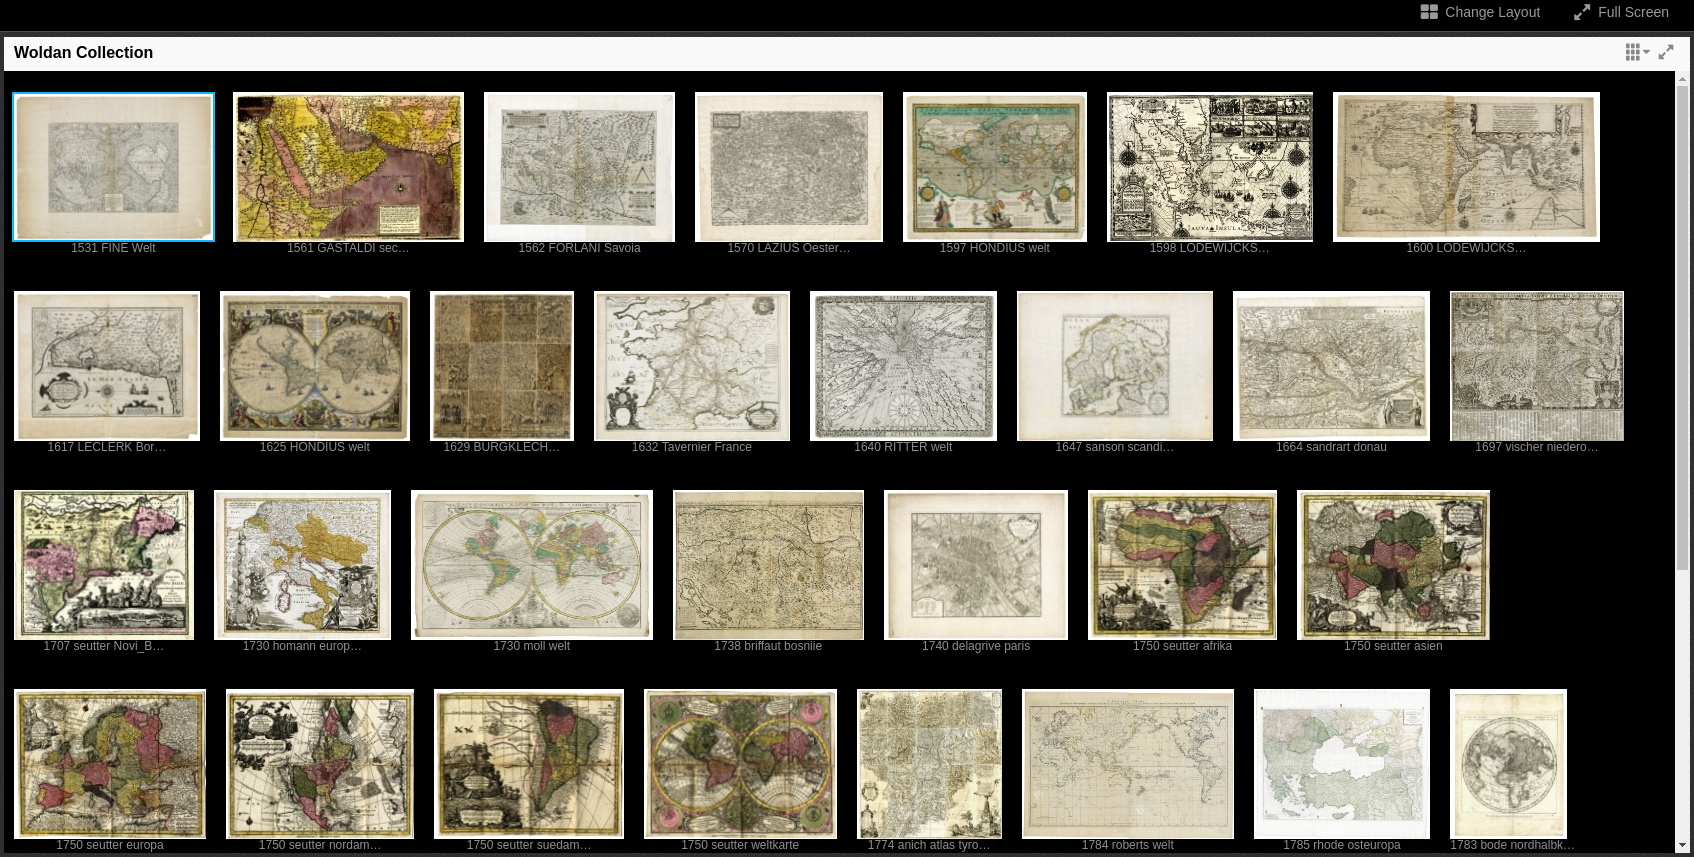 Change Layout
Full Screen
Woldan Collection
1531 FINE Welt
1561 GASTALDI sec…
1562 FORLANI Savoia
1570 LAZIUS Oester…
1597 HONDIUS welt
1598 LODEWIJCKS…
1600 LODEWIJCKS…
1617 LECLERK Bor…
1625 HONDIUS welt
1629 BURGKLECH…
1632 Tavernier France
1640 RITTER welt
1647 sanson scandi…
1664 sandrart donau
1697 vischer niedero…
1707 seutter Novi_B…
1730 homann europ…
1730 moll welt
1738 briffaut bosniie
1740 delagrive paris
1750 seutter afrika
1750 seutter asien
1750 seutter europa
1750 seutter nordam…
1750 seutter suedam…
1750 seutter weltkarte
1774 anich atlas tyro…
1784 roberts welt
1785 rhode osteuropa
1783 bode nordhalbk…